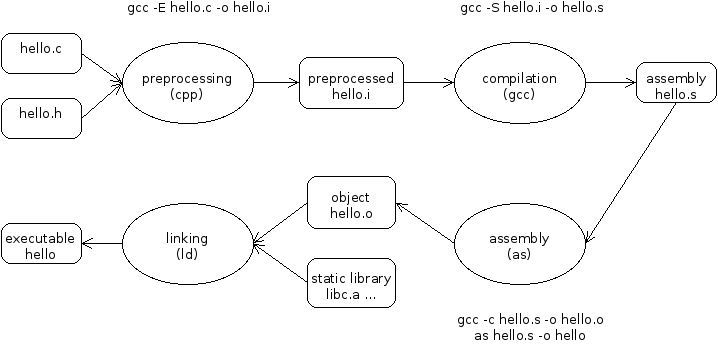 gcc -E hello.c -o hello.i
gcc -S hello.i -o hello.s
hello.c
hello.h
preprocessing
(cpp)
preprocessed
hello.i
compilation
(gcc)
assembly
hello.s
executable
hello
linking
(ld)
object
hello.o
static library
libc.a ...
assembly
(as)
gcc -c hello.s -o hello.o
as hello.s -o hello